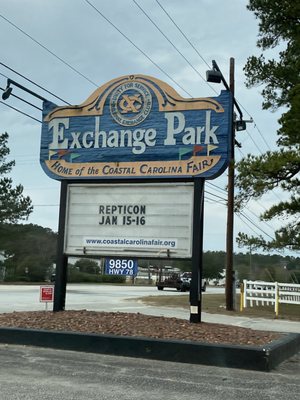 Exchange Park
Home of the Coastal Carolina Fair
REPTICON
JAN 15-16
www.coastalcarolinafair.org
9850
HWY 78